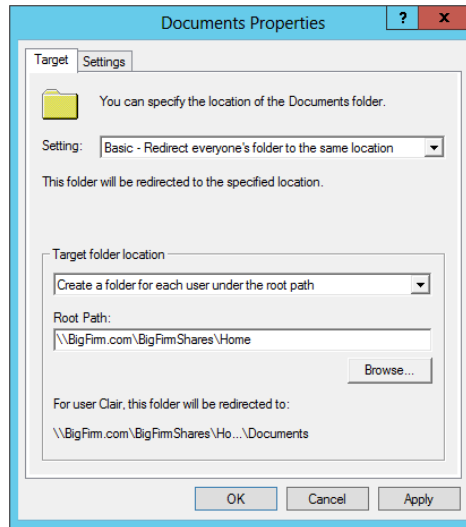 Documents Properties
? x
Target Settings
You can specify the location of the Documents folder.
Setting: Basic - Redirect everyone's folder to the same location
This folder will be redirected to the specified location.
Target folder location
Create a folder for each user under the root path
Root Path:
\\BigFirm.com\BigFirmShares\Home
Browse...
For user Clair, this folder will be redirected to:
\\BigFirm.com\BigFirmShares\Ho...\Documents
OK Cancel Apply